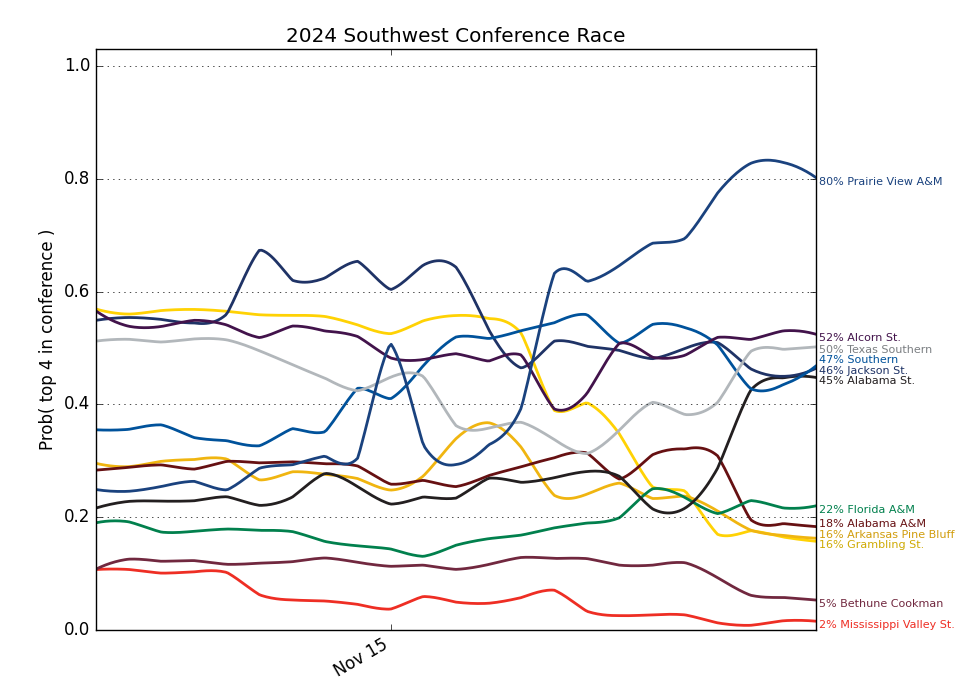 2024 Southwest Conference Race
Prob( top 4 in conference )
1.0
0.8
0.6
0.4
0.2
0.0
Nov 15
80% Prairie View A&M
52% Alcorn St.
50% Texas Southern
47% Southern
46% Jackson St.
45% Alabama St.
22% Florida A&M
18% Alabama A&M
16% Arkansas Pine Bluff
16% Grambling St.
5% Bethune Cookman
2% Mississippi Valley St.